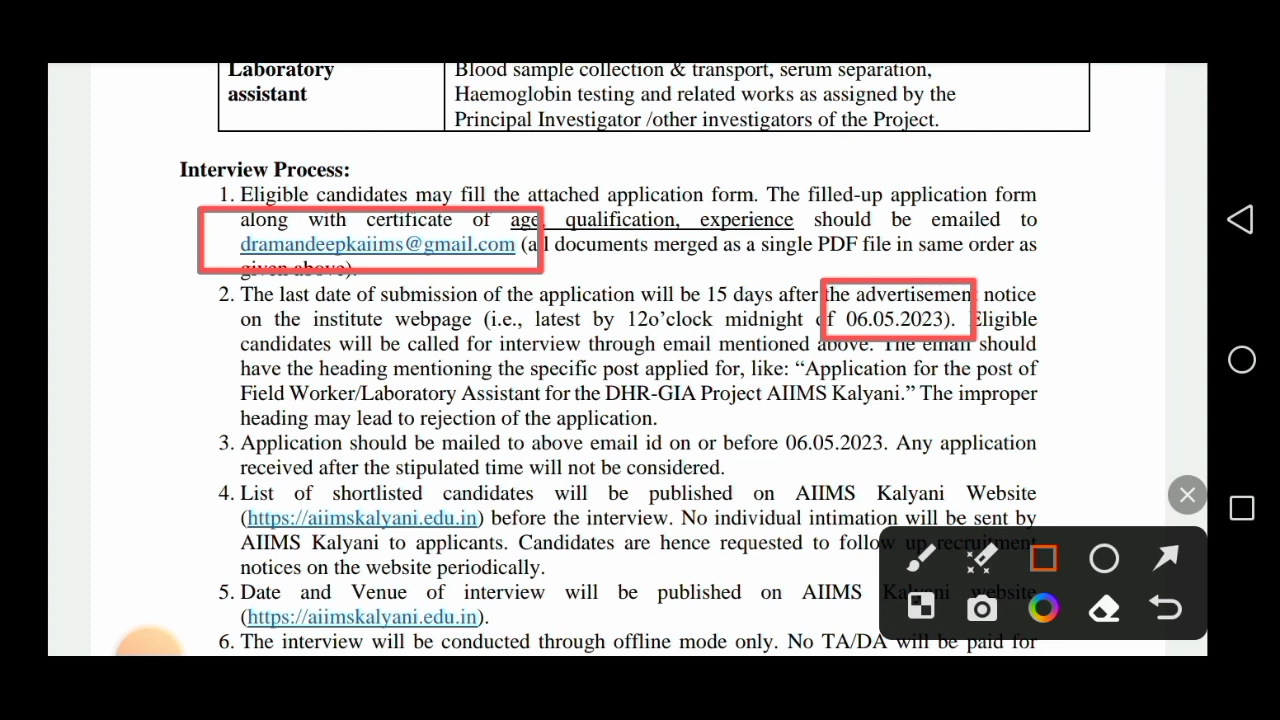 Laboratory
assistant
Blood sample collection & transport, serum separation,
Haemoglobin testing and related works as assigned by the
Principal Investigator /other investigators of the Project.
Interview Process:
1. Eligible candidates may fill the attached application form. The filled-up application form
along with certificate of age, qualification, experience should be emailed to
dramandeepkaiims@gmail.com (all documents merged as a single PDF file in same order as
given above).
2. The last date of submission of the application will be 15 days after the advertisement notice
on the institute webpage (i.e., latest by 12o’clock midnight of 06.05.2023). Eligible
candidates will be called for interview through email mentioned above. The email should
have the heading mentioning the specific post applied for, like: “Application for the post of
Field Worker/Laboratory Assistant for the DHR-GIA Project AIIMS Kalyani.” The improper
heading may lead to rejection of the application.
3. Application should be mailed to above email id on or before 06.05.2023. Any application
received after the stipulated time will not be considered.
4. List of shortlisted candidates will be published on AIIMS Kalyani Website
(https://aiimskalyani.edu.in) before the interview. No individual intimation will be sent by
AIIMS Kalyani to applicants. Candidates are hence requested to follow up recruitment
notices on the website periodically.
5. Date and Venue of interview will be published on AIIMS Kalyani website
(https://aiimskalyani.edu.in).
6. The interview will be conducted through offline mode only. No TA/DA will be paid for